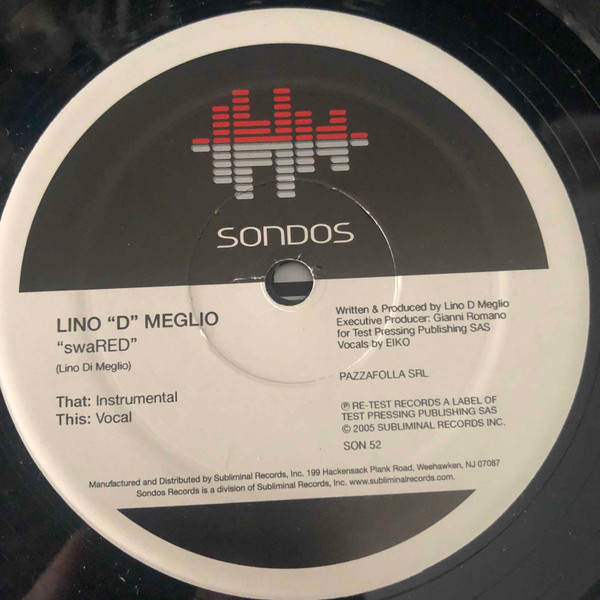 SONDOS
LINO “D” MEGLIO
“swaRED”
(Lino Di Meglio)
That: Instrumental
This: Vocal
Written & Produced by Lino D Meglio
Executive Producer: Gianni Romano
for Test Pressing Publishing SAS
Vocals by EIKO
PAZZAFOLLA SRL
℗ RE-TEST RECORDS A LABEL OF
TEST PRESSING PUBLISHING SAS
© 2005 SUBLIMINAL RECORDS INC.
SON 52
Manufactured and Distributed by Subliminal Records, Inc. 199 Hackensack Plank Road, Weehawken, NJ 07087
Sondos Records is a division of Subliminal Records, Inc. www.subliminalrecords.com.